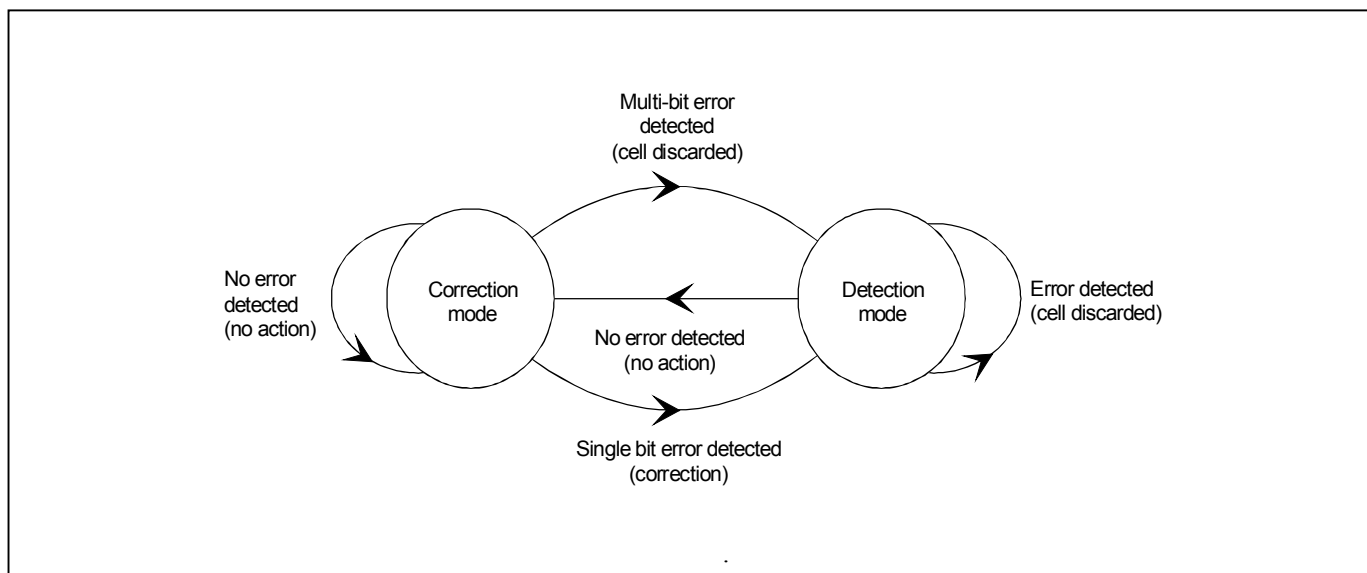 Multi-bit error
detected
(cell discarded)
No error
detected
(no action)
Correction
mode
Detection
mode
Error detected
(cell discarded)
No error detected
(no action)
Single bit error detected
(correction)
.